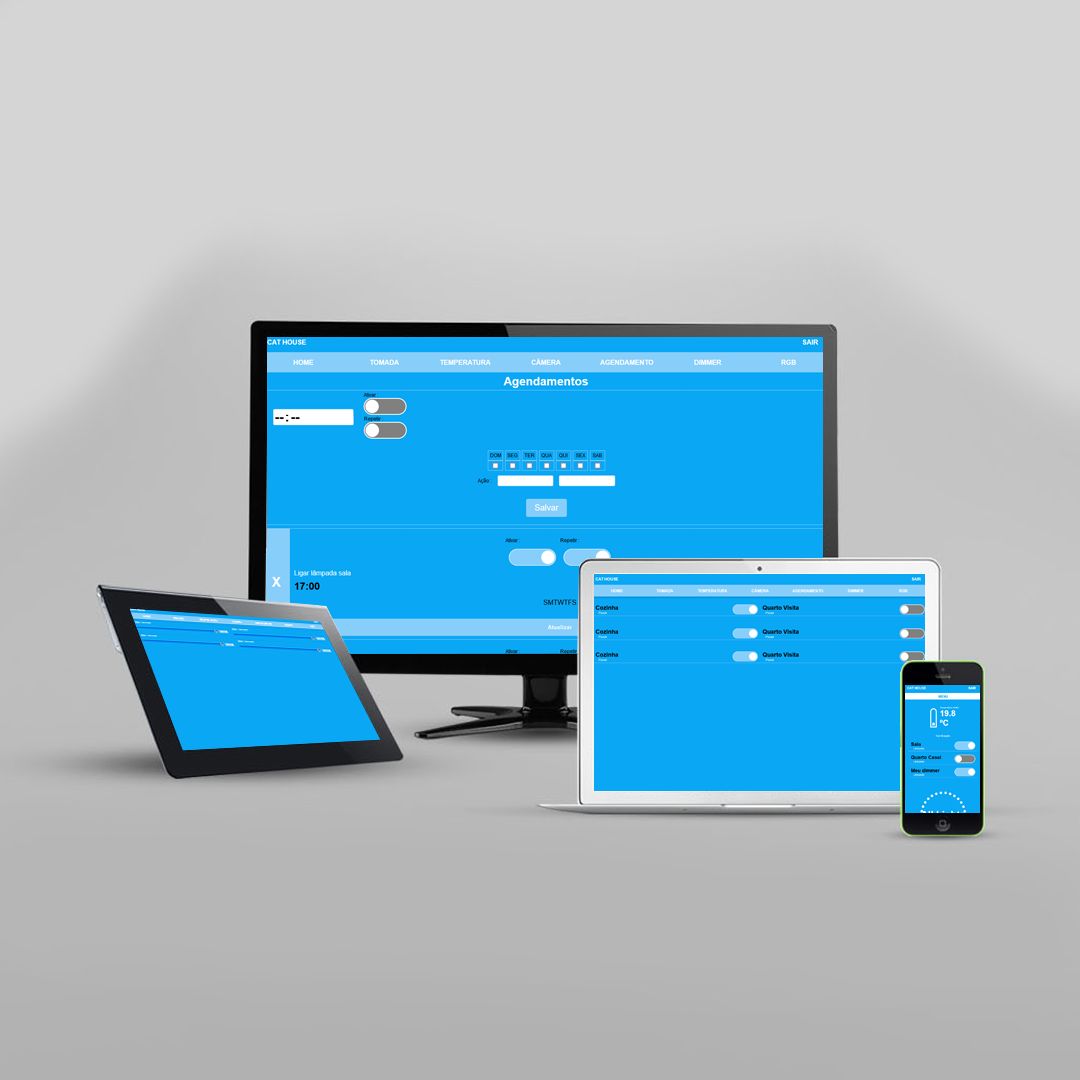 CAT HOUSE SAIR
HOME TOMADA TEMPERATURA CÂMERA AGENDAMENTO DIMMER RGB
Agendamentos
Ativar :
--:--
Repetir :
DOM SEG TER QUA QUI SEX SAB
Ação :
Salvar
Ativar : Repetir :
X
Ligar lâmpada sala
17:00
SMTWTFS
Atualizar
Ativar : Repetir
CAT HOUSE SAIR
HOME TOMADA TEMPERATURA CÂMERA AGENDAMENTO DIMMER RGB
Cozinha Quarto Visita
Cozinha Quarto Visita
Cozinha Quarto Visita
CAT HOUSE SAIR
MENU
19.8
ºC
Sala
Quarto Casal
Meu dimmer